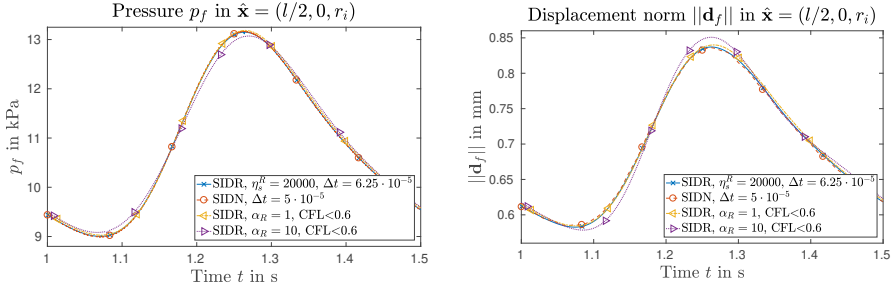 Pressure $p_f$ in $\hat{\mathbf{x}} = (l/2, 0, r_i)$
13
12
11
10
9
$p_f$ in kPa
SIDR, $\eta_s^R = 20000$, $\Delta t = 6.25 \cdot 10^{-5}$
SIDN, $\Delta t = 5 \cdot 10^{-5}$
SIDR, $\alpha_R = 1$, CFL<0.6
SIDR, $\alpha_R = 10$, CFL<0.6
1 1.1 1.2 1.3 1.4 1.5
Time $t$ in s
Displacement norm $||\mathbf{d}_f||$ in $\hat{\mathbf{x}} = (l/2, 0, r_i)$
0.85
0.8
0.75
0.7
0.65
0.6
$||\mathbf{d}_f||$ in mm
SIDR, $\eta_s^R = 20000$, $\Delta t = 6.25 \cdot 10^{-5}$
SIDN, $\Delta t = 5 \cdot 10^{-5}$
SIDR, $\alpha_R = 1$, CFL<0.6
SIDR, $\alpha_R = 10$, CFL<0.6
1 1.1 1.2 1.3 1.4 1.5
Time $t$ in s